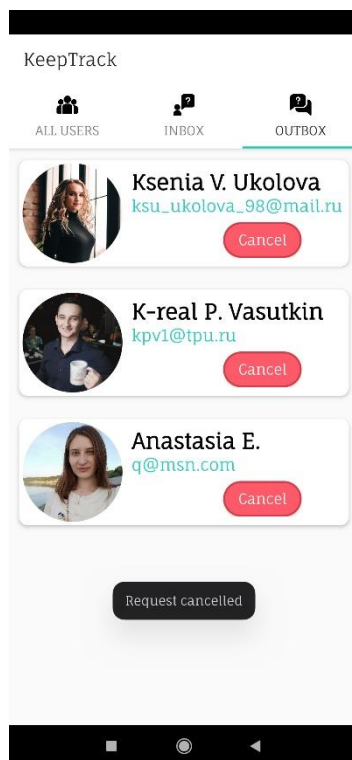 KeepTrack
ALL USERS
INBOX
OUTBOX
Ksenia V. Ukolova
ksu_ukolova_98@mail.ru
Cancel
K-real P. Vasutkin
kpv1@tpu.ru
Cancel
Anastasia E.
q@msn.com
Cancel
Request cancelled